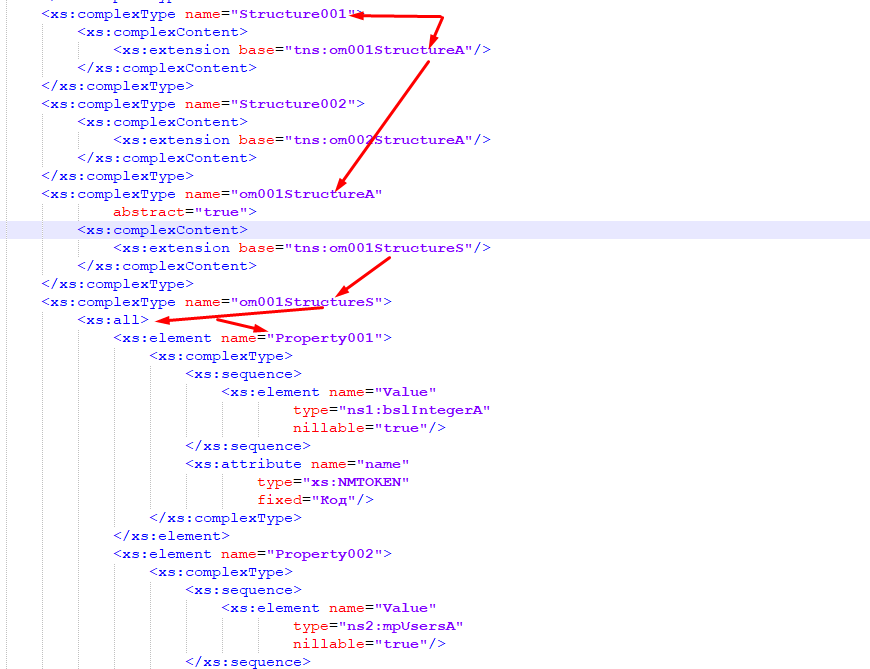 <xs:complexType name="Structure001">
<xs:complexContent>
<xs:extension base="tns:om001StructureA"/>
</xs:complexContent>
</xs:complexType>
<xs:complexType name="Structure002">
<xs:complexContent>
<xs:extension base="tns:om002StructureA"/>
</xs:complexContent>
</xs:complexType>
<xs:complexType name="om001StructureA"
abstract="true">
<xs:complexContent>
<xs:extension base="tns:om001StructureS"/>
</xs:complexContent>
</xs:complexType>
<xs:complexType name="om001StructureS">
<xs:all>
<xs:element name="Property001">
<xs:complexType>
<xs:sequence>
<xs:element name="Value"
type="ns1:bslIntegerA"
nillable="true"/>
</xs:sequence>
<xs:attribute name="name"
type="xs:NMTOKEN"
fixed="Код"/>
</xs:complexType>
</xs:element>
<xs:element name="Property002">
<xs:complexType>
<xs:sequence>
<xs:element name="Value"
type="ns2:mpUsersA"
nillable="true"/>
</xs:sequence>